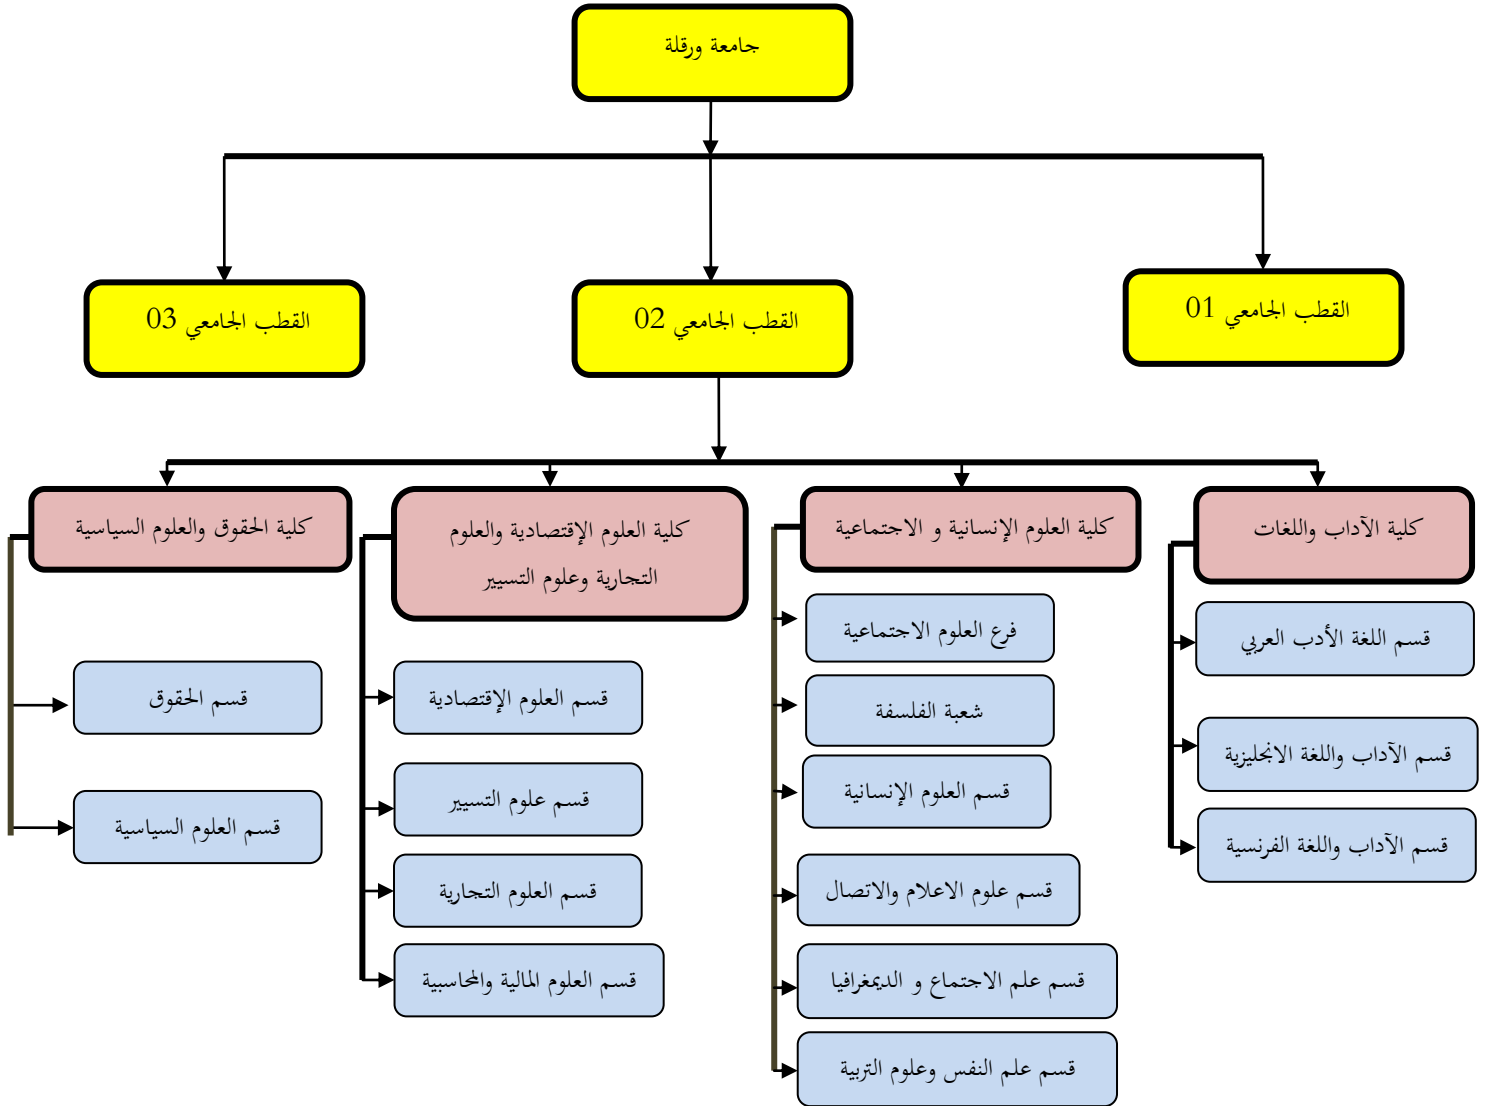 جامعة ورقلة
القطب الجامعي 01
القطب الجامعي 02
القطب الجامعي 03
كلية الآداب واللغات
قسم اللغة الأدب العربي
قسم الآداب واللغة الانجليزية
قسم الآداب واللغة الفرنسية
كلية العلوم الإنسانية و الاجتماعية
فرع العلوم الاجتماعية
شعبة الفلسفة
قسم العلوم الإنسانية
قسم علوم الاعلام والاتصال
قسم علم الاجتماع و الديمغرافيا
قسم علم النفس وعلوم التربية
كلية العلوم الإقتصادية والعلوم
التجارية وعلوم التسيير
قسم العلوم الإقتصادية
قسم علوم التسيير
قسم العلوم التجارية
قسم العلوم المالية والمحاسبية
كلية الحقوق والعلوم السياسية
قسم الحقوق
قسم العلوم السياسية